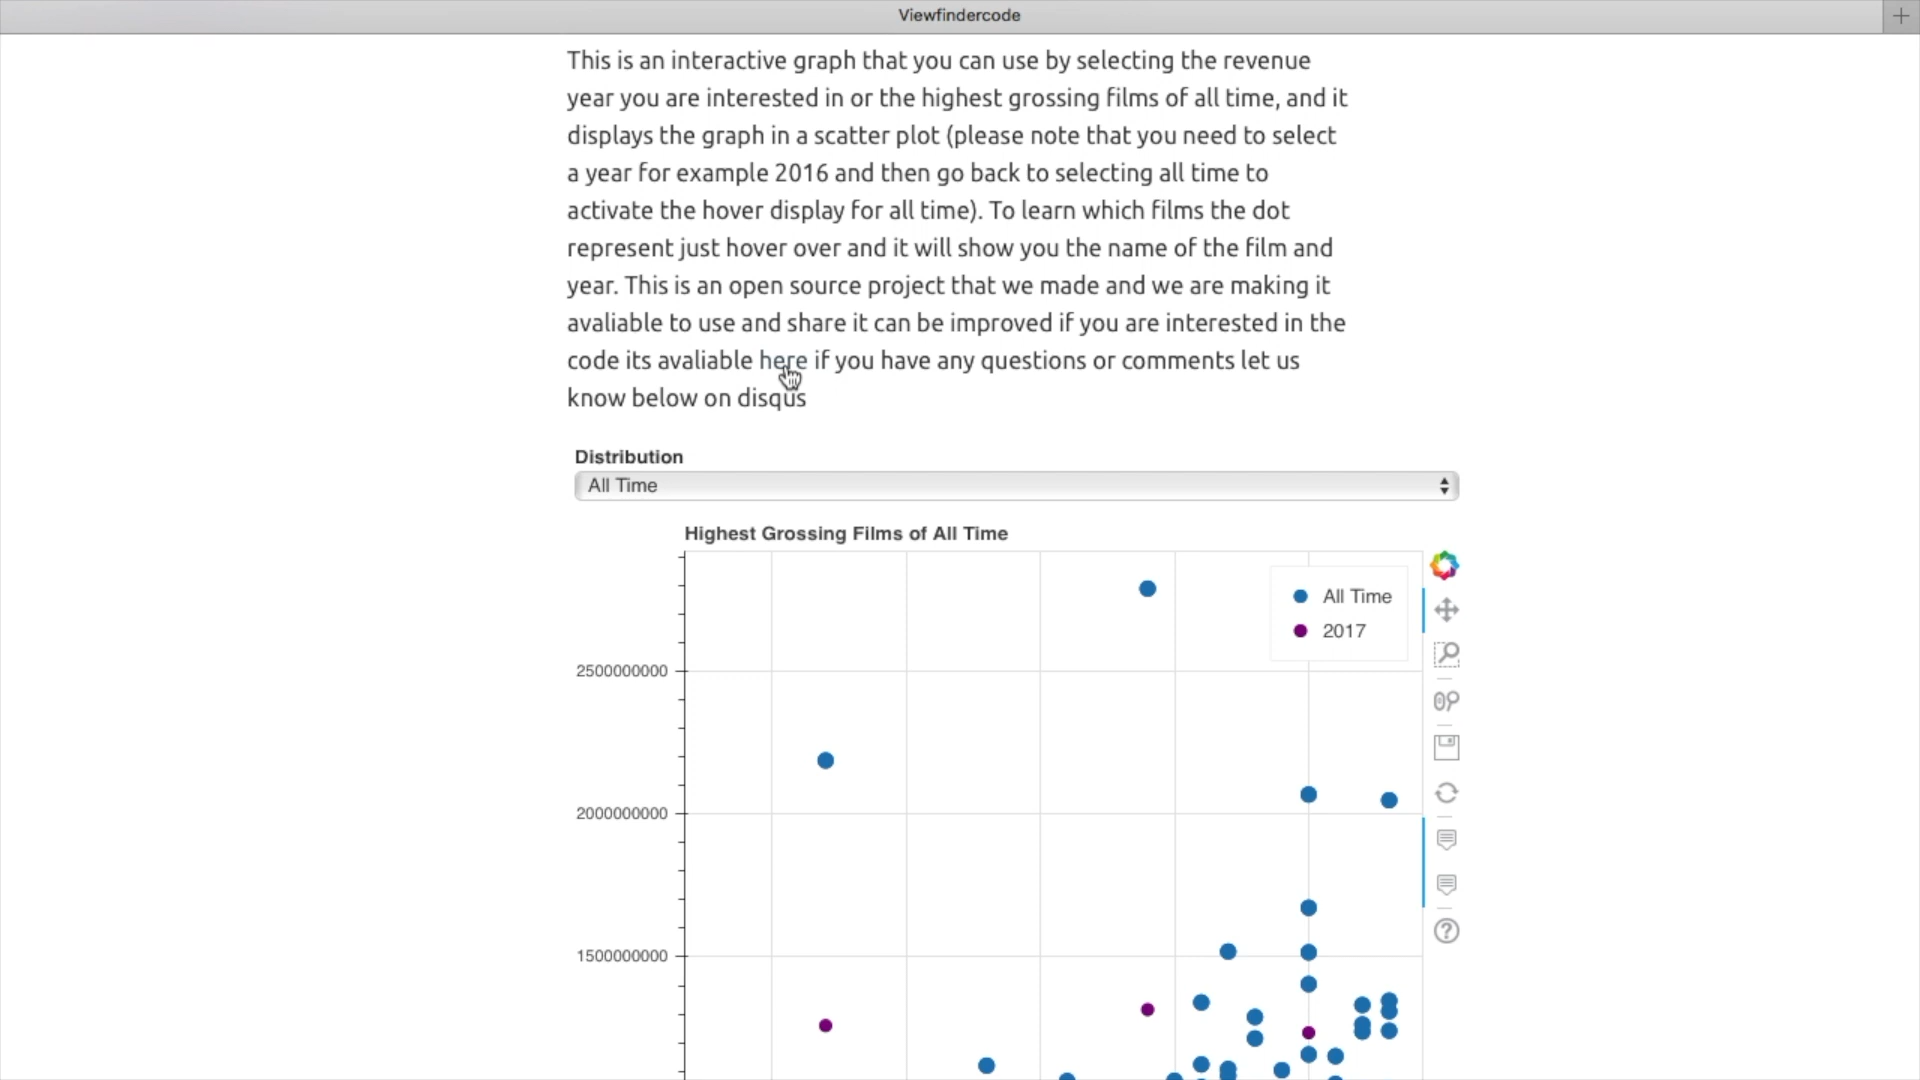 Viewfindercode
This is an interactive graph that you can use by selecting the revenue
year you are interested in or the highest grossing films of all time, and it
displays the graph in a scatter plot (please note that you need to select
a year for example 2016 and then go back to selecting all time to
activate the hover display for all time). To learn which films the dot
represent just hover over and it will show you the name of the film and
year. This is an open source project that we made and we are making it
avaliable to use and share it can be improved if you are interested in the
code its avaliable here if you have any questions or comments let us
know below on disqus
Distribution
All Time
Highest Grossing Films of All Time
All Time
2017
2500000000
2000000000
1500000000